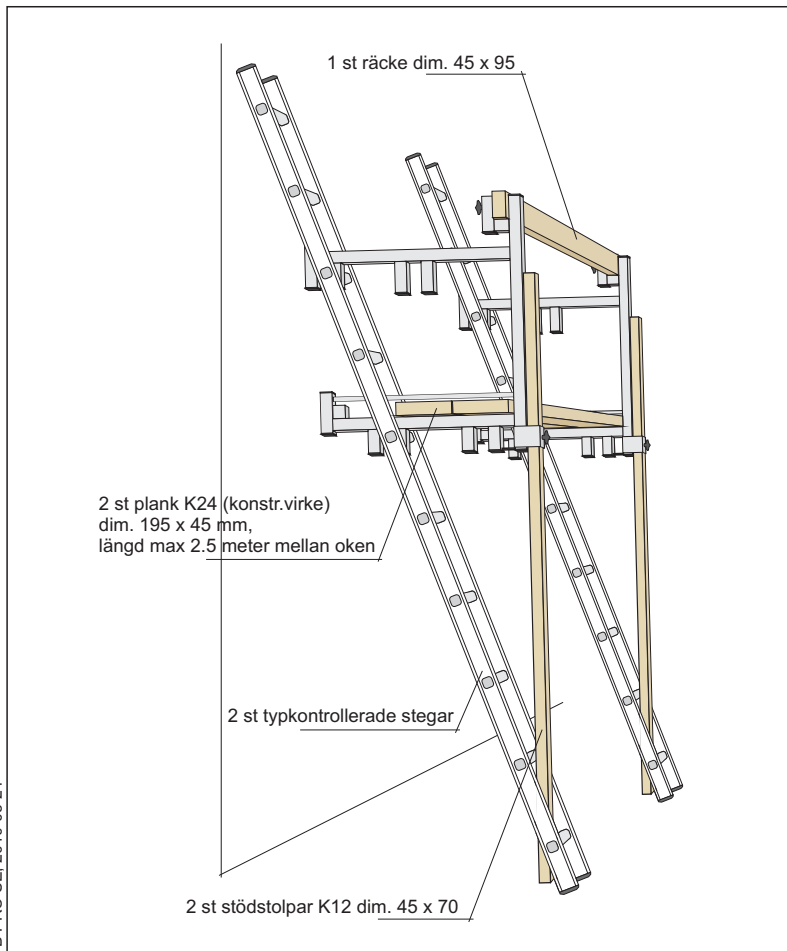 1 st räcke dim. 45 x 95
2 st plank K24 (konstr.virke)
dim. 195 x 45 mm,
längd max 2.5 meter mellan oken
2 st typkontrollerade stegar
2 st stödstolpar K12 dim. 45 x 70